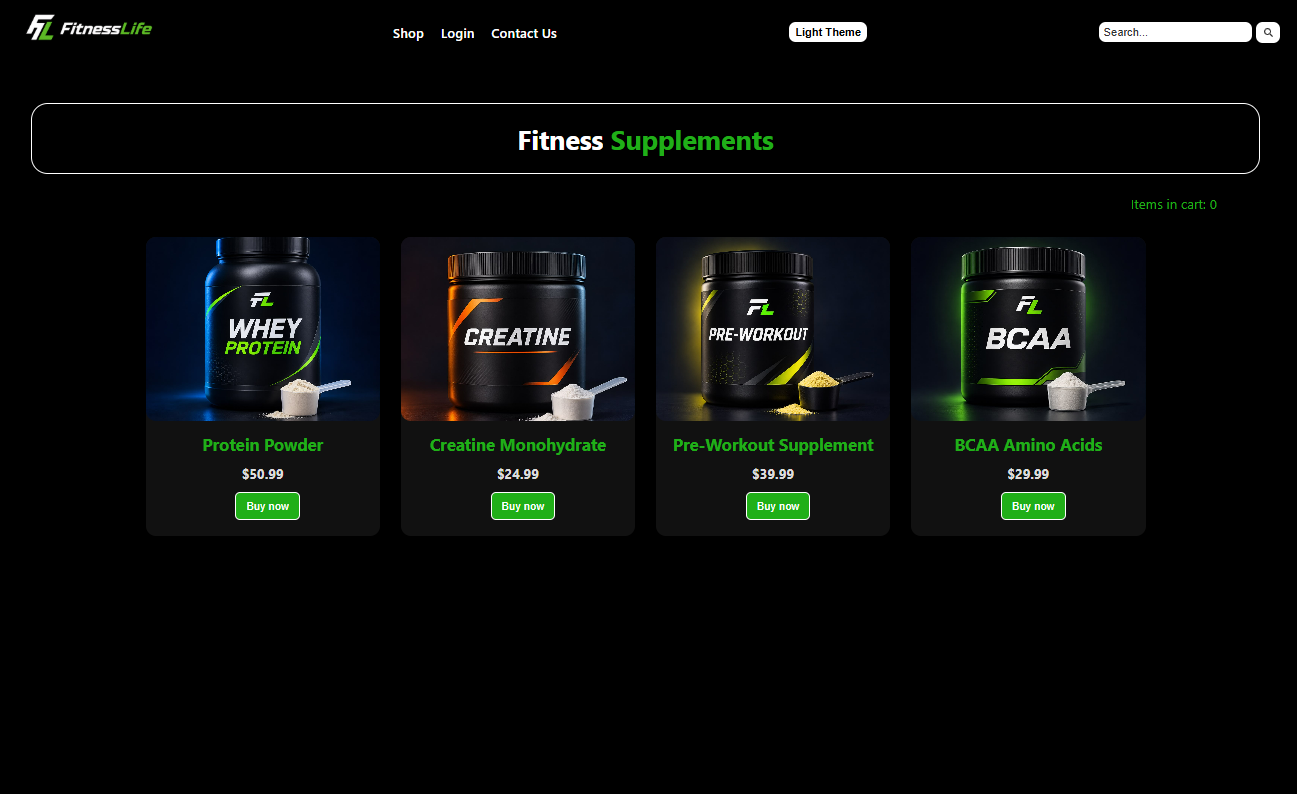 FL FitnessLife
Shop Login Contact Us
Light Theme
Search...
Fitness Supplements
Items in cart: 0
FL
WHEY
PROTEIN
CREATINE
FL
PRE-WORKOUT
FL
BCAA
Protein Powder
$50.99
Buy now
Creatine Monohydrate
$24.99
Buy now
Pre-Workout Supplement
$39.99
Buy now
BCAA Amino Acids
$29.99
Buy now